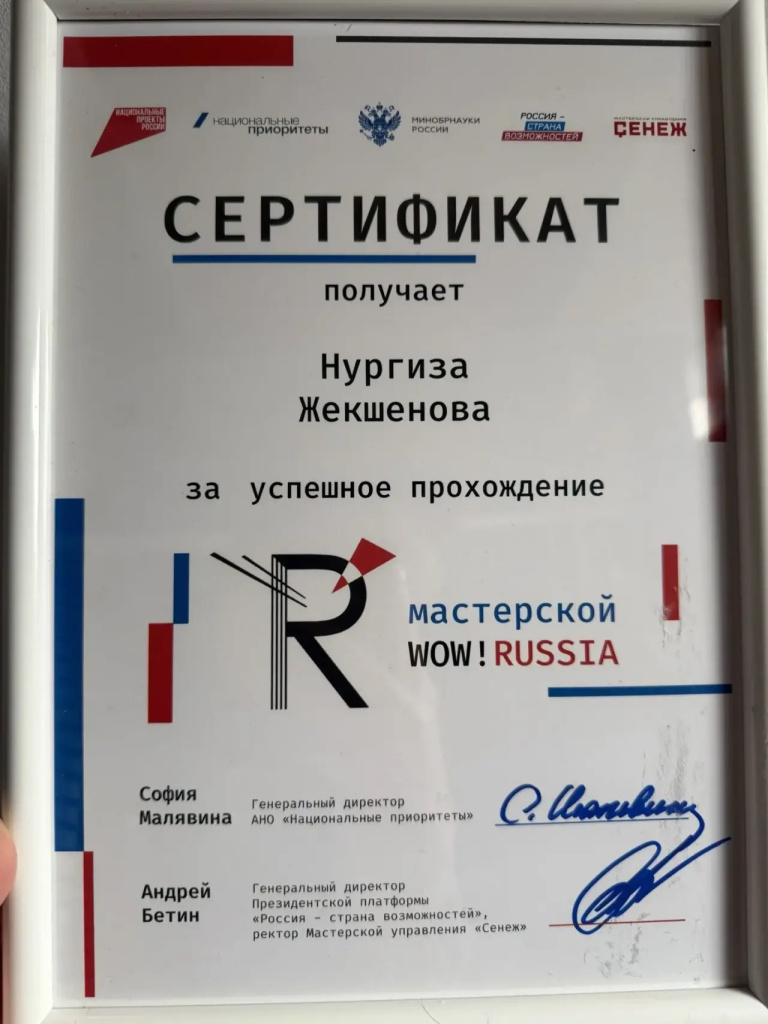 НАЦИОНАЛЬНЫЕ
ПРОЕКТЫ
РОССИИ
НАЦИОНАЛЬНЫЕ
ПРИОРИТЕТЫ
МИНОБРНАУКИ
РОССИИ
РОССИЯ –
СТРАНА
ВОЗМОЖНОСТЕЙ
МАСТЕРСКАЯ УПРАВЛЕНИЯ
СЕНЕЖ
СЕРТИФИКАТ
получает
Нургиза
Жекшенова
за успешное прохождение
R
мастерской
WOW!RUSSIA
София
Малявина
Генеральный директор
АНО «Национальные приоритеты»
Андрей
Бетин
Генеральный директор
Президентской платформы
«Россия – страна возможностей»,
ректор Мастерской управления «Сенеж»